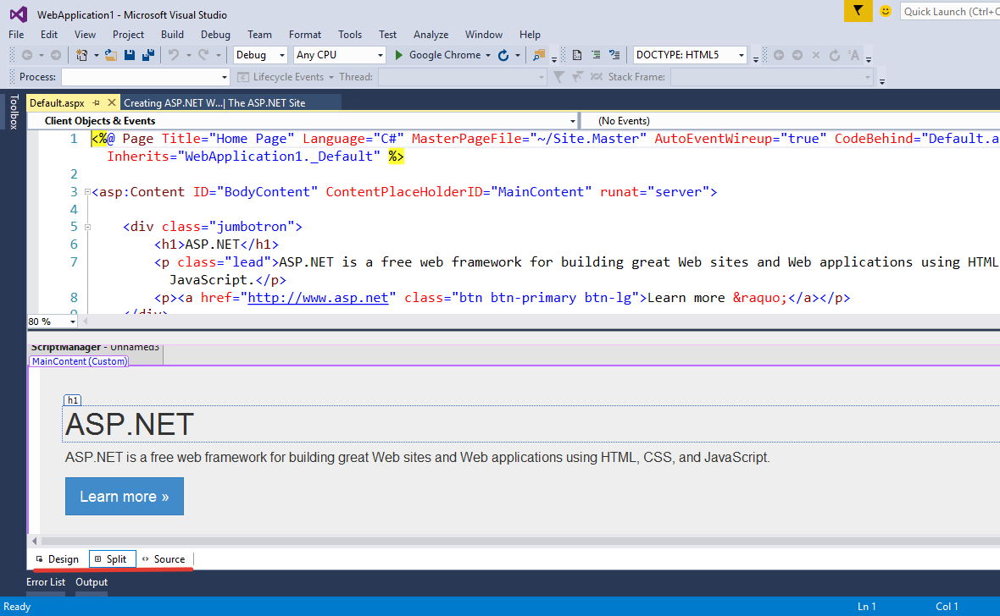 WebApplication1 - Microsoft Visual Studio
Quick Launch (Ctrl+Q
File Edit View Project Build Debug Team Format Tools Test Analyze Window Help
Debug Any CPU Google Chrome DOCTYPE: HTML5
Process: Lifecycle Events Thread: Stack Frame:
Toolbox
Default.aspx Creating ASP.NET W...| The ASP.NET Site
Client Objects & Events (No Events)
1 <%@ Page Title="Home Page" Language="C#" MasterPageFile="~/Site.Master" AutoEventWireup="true" CodeBehind="Default.a
Inherits="WebApplication1._Default" %>
2
3 <asp:Content ID="BodyContent" ContentPlaceHolderID="MainContent" runat="server">
4
5 <div class="jumbotron">
6 <h1>ASP.NET</h1>
7 <p class="lead">ASP.NET is a free web framework for building great Web sites and Web applications using HTML
JavaScript.</p>
8 <p><a href="http://www.asp.net" class="btn btn-primary btn-lg">Learn more &raquo;</a></p>
9 </div>
80 %
ScriptManager - Unnamed3
MainContent (Custom)
h1
ASP.NET
ASP.NET is a free web framework for building great Web sites and Web applications using HTML, CSS, and JavaScript.
Learn more »
Design Split Source
Error List Output
Ready Ln 1 Col 1